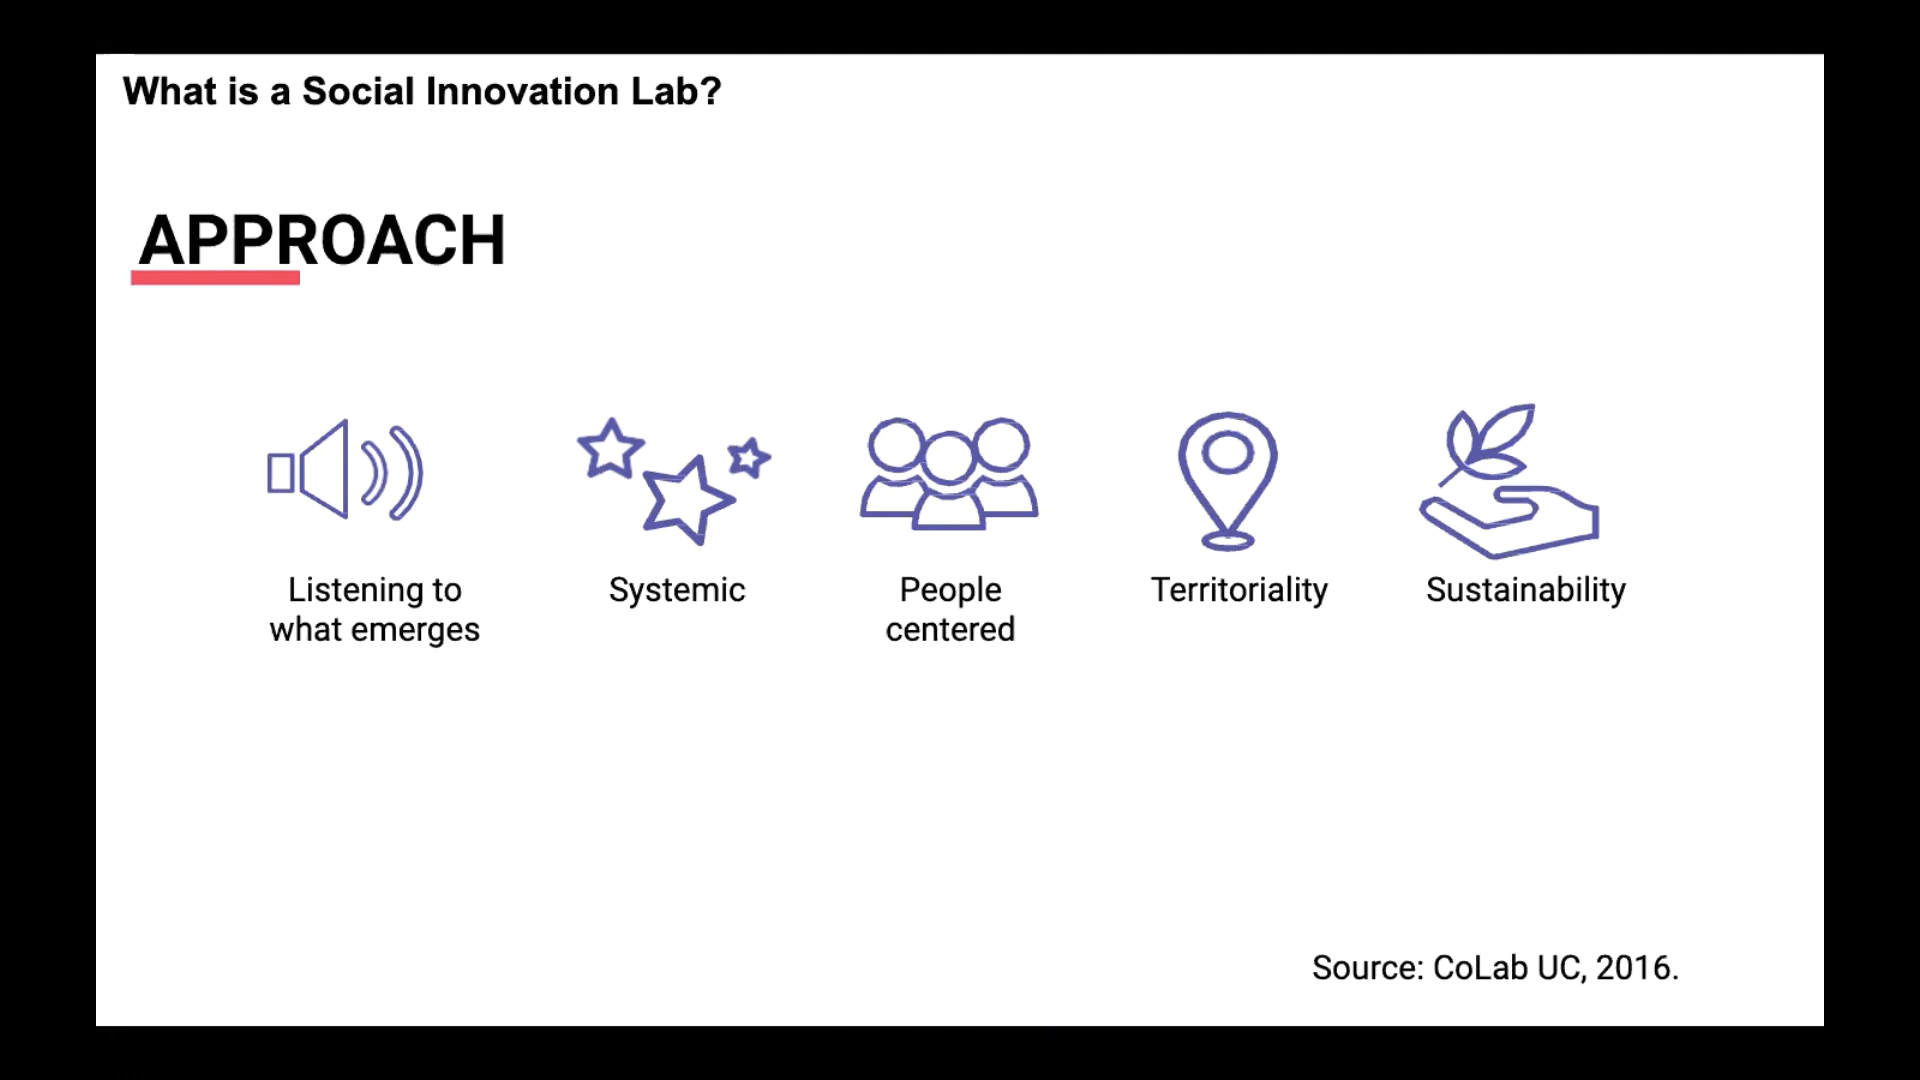 What is a Social Innovation Lab?
APPROACH
Listening to
what emerges
Systemic
People
centered
Territoriality
Sustainability
Source: CoLab UC, 2016.